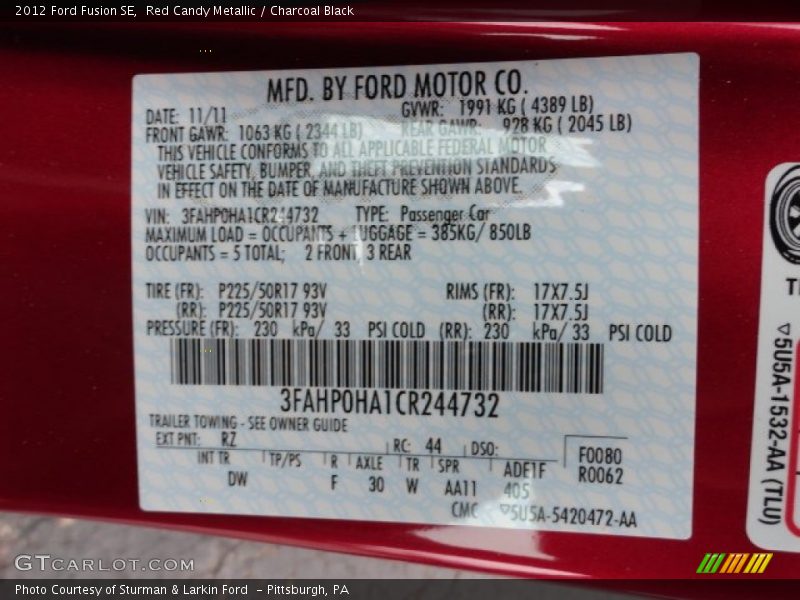 2012 Ford Fusion SE,  Red Candy Metallic / Charcoal Black
MFD. BY FORD MOTOR CO.
DATE: 11/11 GVWR: 1991 KG ( 4389 LB)
FRONT GAWR: 1063 KG ( 2344 LB) REAR GAWR: 928 KG ( 2045 LB)
THIS VEHICLE CONFORMS TO ALL APPLICABLE FEDERAL MOTOR
VEHICLE SAFETY, BUMPER, AND THEFT PREVENTION STANDARDS
IN EFFECT ON THE DATE OF MANUFACTURE SHOWN ABOVE.
VIN: 3FAHP0HA1CR244732 TYPE: Passenger Car
MAXIMUM LOAD = OCCUPANTS + LUGGAGE = 385KG/ 850LB
OCCUPANTS = 5 TOTAL; 2 FRONT 3 REAR
TIRE (FR): P225/50R17 93V RIMS (FR): 17X7.5J
(RR): P225/50R17 93V (RR): 17X7.5J
PRESSURE (FR): 230 kPa/ 33 PSI COLD (RR): 230 kPa/ 33 PSI COLD
3FAHP0HA1CR244732
TRAILER TOWING - SEE OWNER GUIDE
EXT PNT: RZ RC: 44 DSO: F0080
INT TR TP/PS R AXLE TR SPR ADE1F R0062
DW F 30 W AA11 405
CMC ▽5U5A-5420472-AA
▽5U5A-1532-AA (TLU)
GTCARLOT.COM
Photo Courtesy of Sturman & Larkin Ford  - Pittsburgh, PA